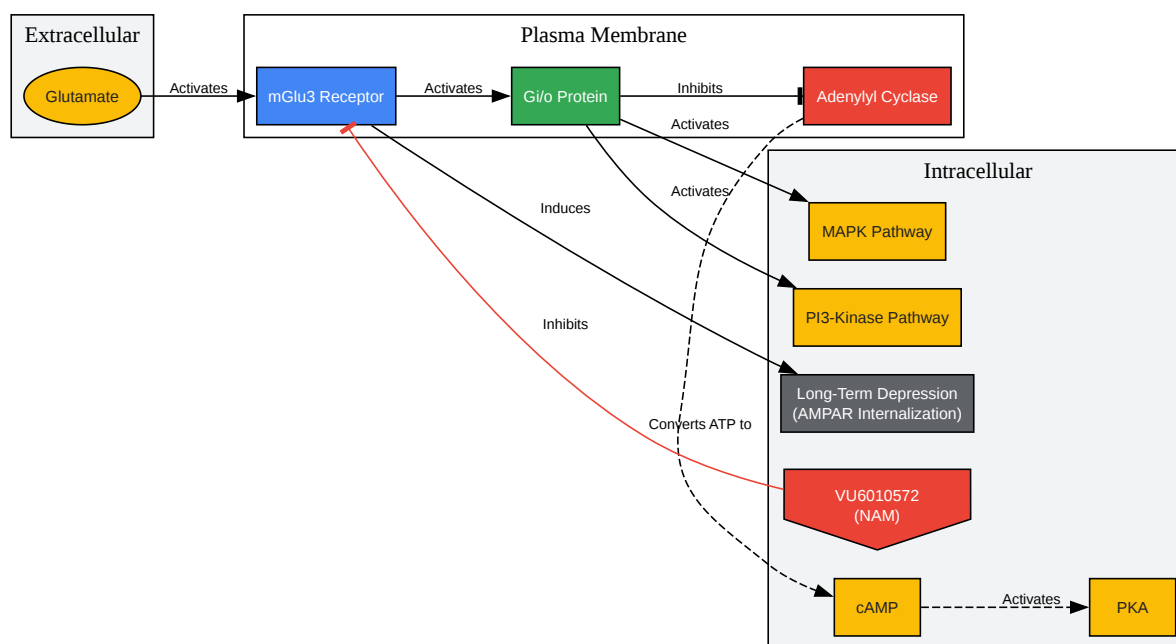 Extracellular
Plasma Membrane
Glutamate
Activates
mGlu3 Receptor
Activates
Gi/o Protein
Inhibits
Adenylyl Cyclase
Activates
Intracellular
Activates
Induces
MAPK Pathway
PI3-Kinase Pathway
Inhibits
Long-Term Depression
(AMPAR Internalization)
Converts ATP to
VU6010572
(NAM)
cAMP
Activates
PKA